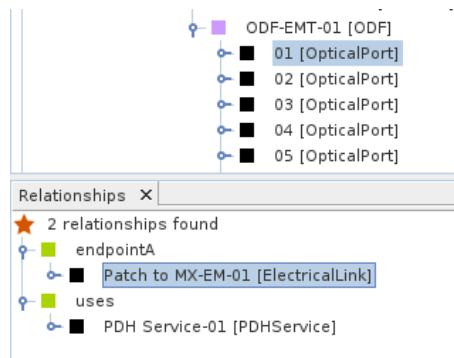 ODF-EMT-01 [ODF]
01 [OpticalPort]
02 [OpticalPort]
03 [OpticalPort]
04 [OpticalPort]
05 [OpticalPort]
Relationships X
2 relationships found
endpointA
Patch to MX-EM-01 [ElectricalLink]
uses
PDH Service-01 [PDHService]